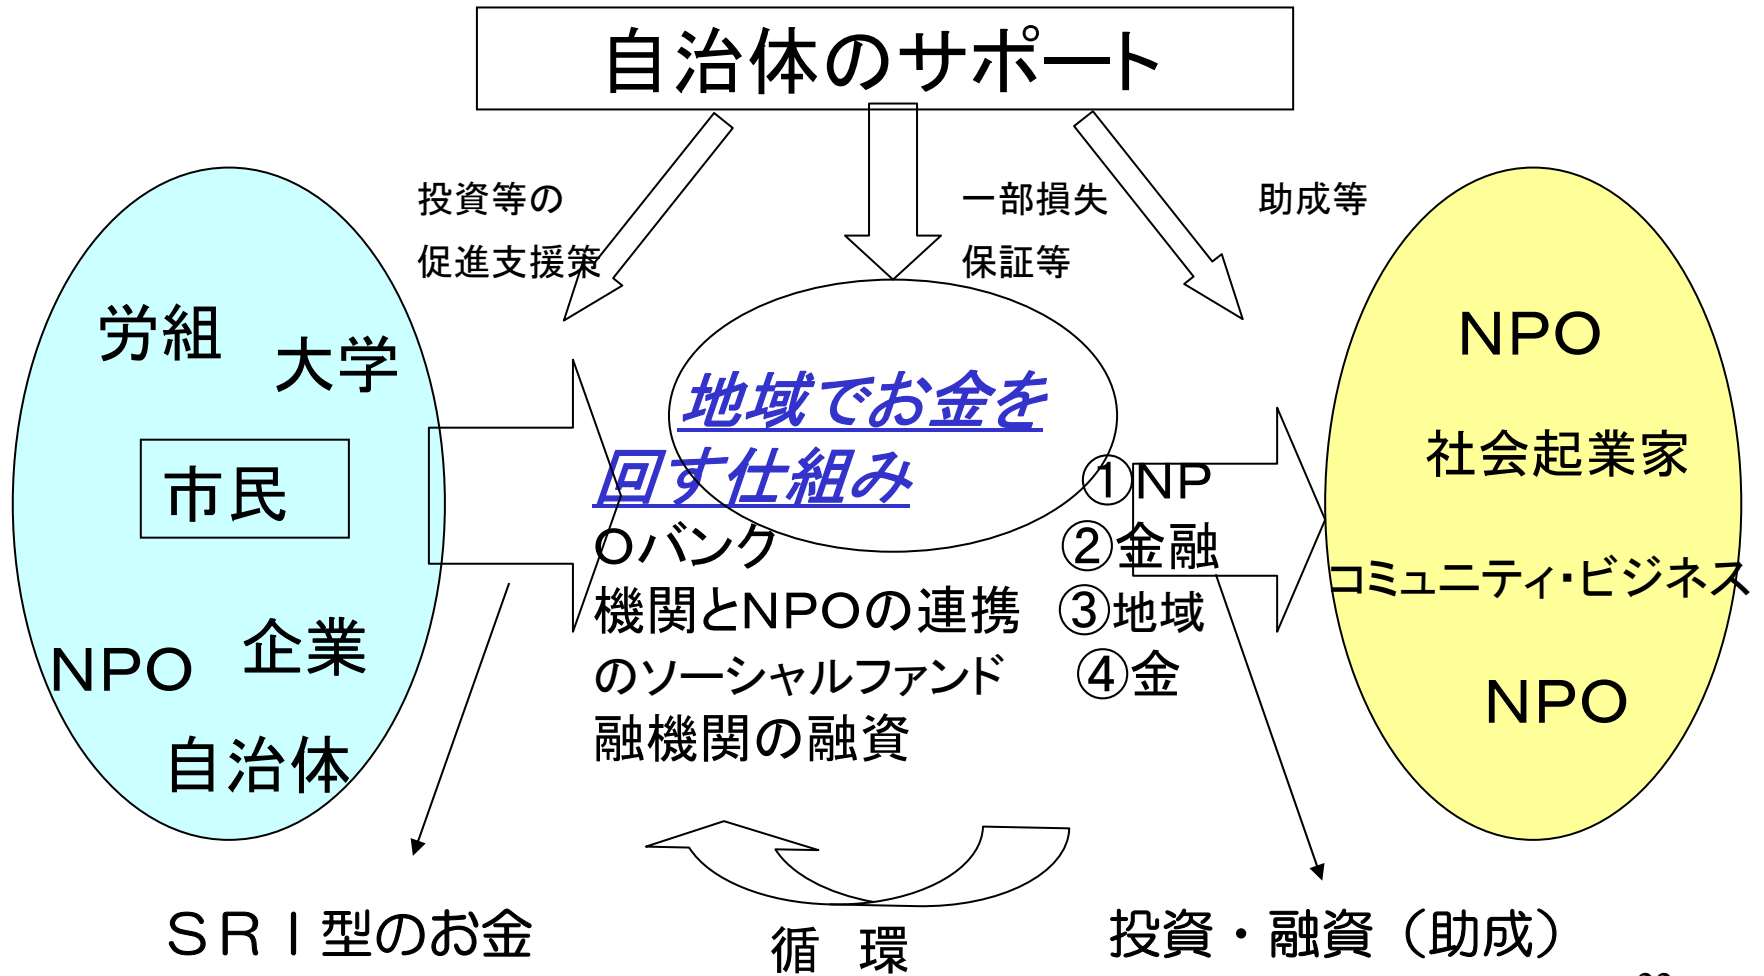 自治体のサポート
投資等の
促進支援策
一部損失
保証等
助成等
労組
大学
市民
NPO
企業
自治体
地域でお金を
回す仕組み
①NP
Oバンク
②金融
機関とNPOの連携
③地域
のソーシャルファンド
④金
融機関の融資
NPO
社会起業家
コミュニティ・ビジネス
NPO
SRI型のお金
循 環
投資・融資（助成）